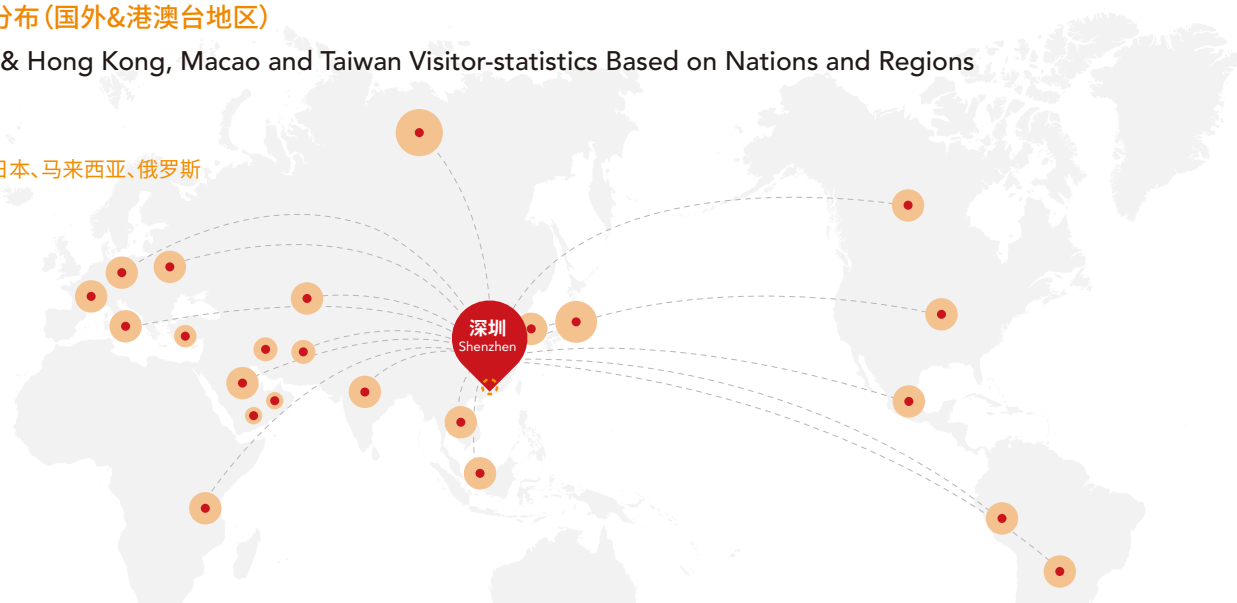 分布（国外&港澳台地区）
& Hong Kong, Macao and Taiwan Visitor-statistics Based on Nations and Regions
日本、马来西亚、俄罗斯
深圳
Shenzhen